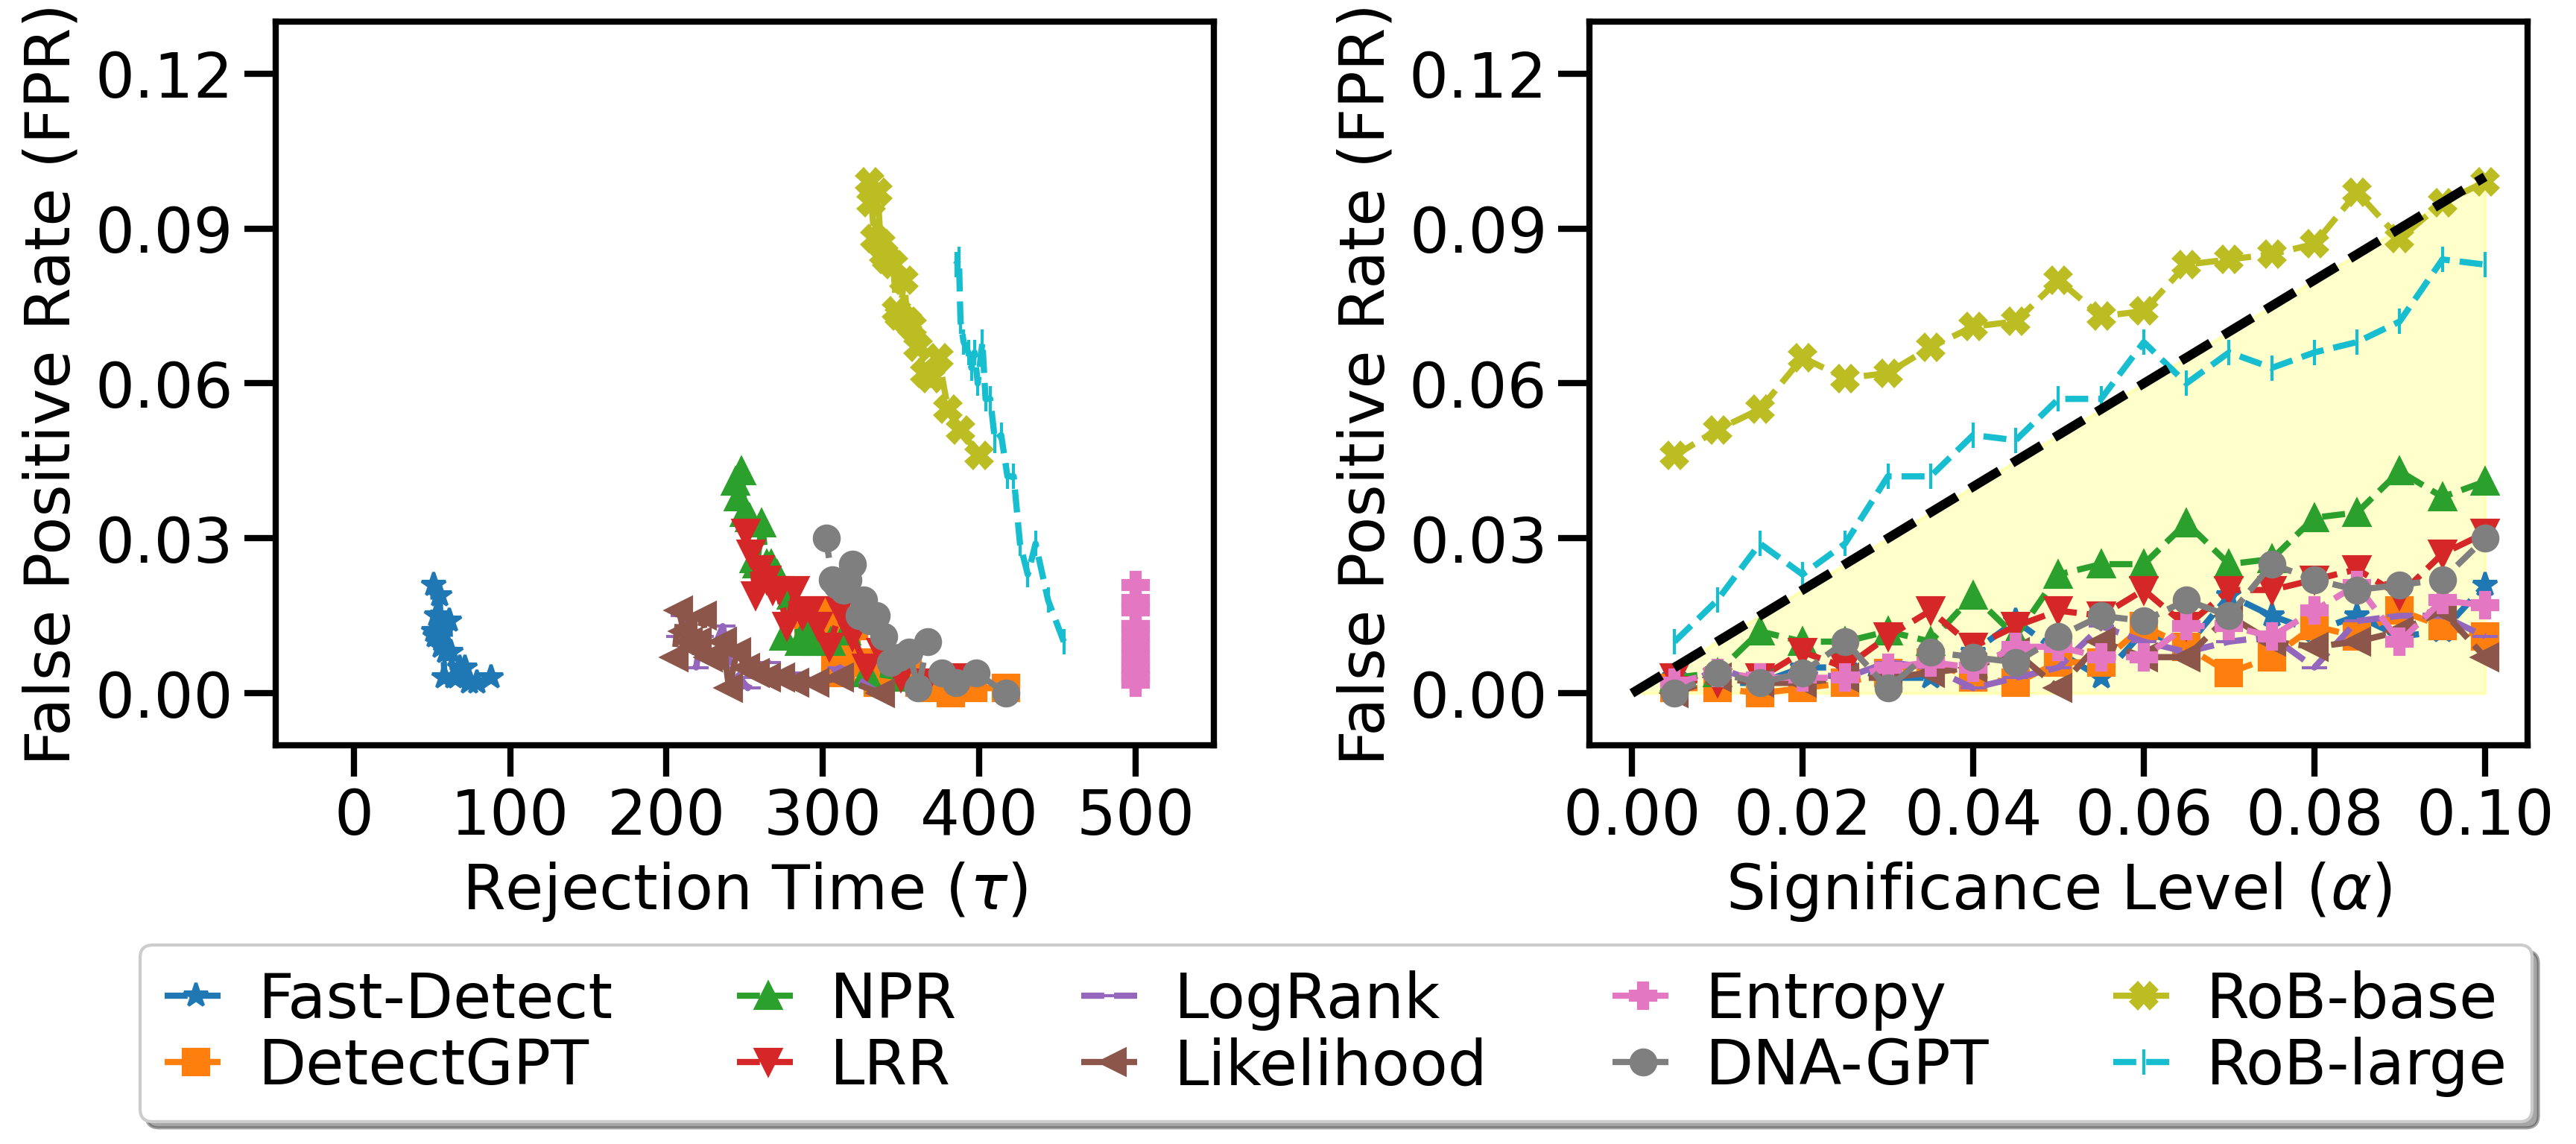 False Positive Rate (FPR)
0.12
0.09
0.06
0.03
0.00
0 100 200 300 400 500
Rejection Time (τ)
False Positive Rate (FPR)
0.12
0.09
0.06
0.03
0.00
0.00 0.02 0.04 0.06 0.08 0.10
Significance Level (α)
Fast-Detect NPR LogRank Entropy RoB-base
DetectGPT LRR Likelihood DNA-GPT RoB-large